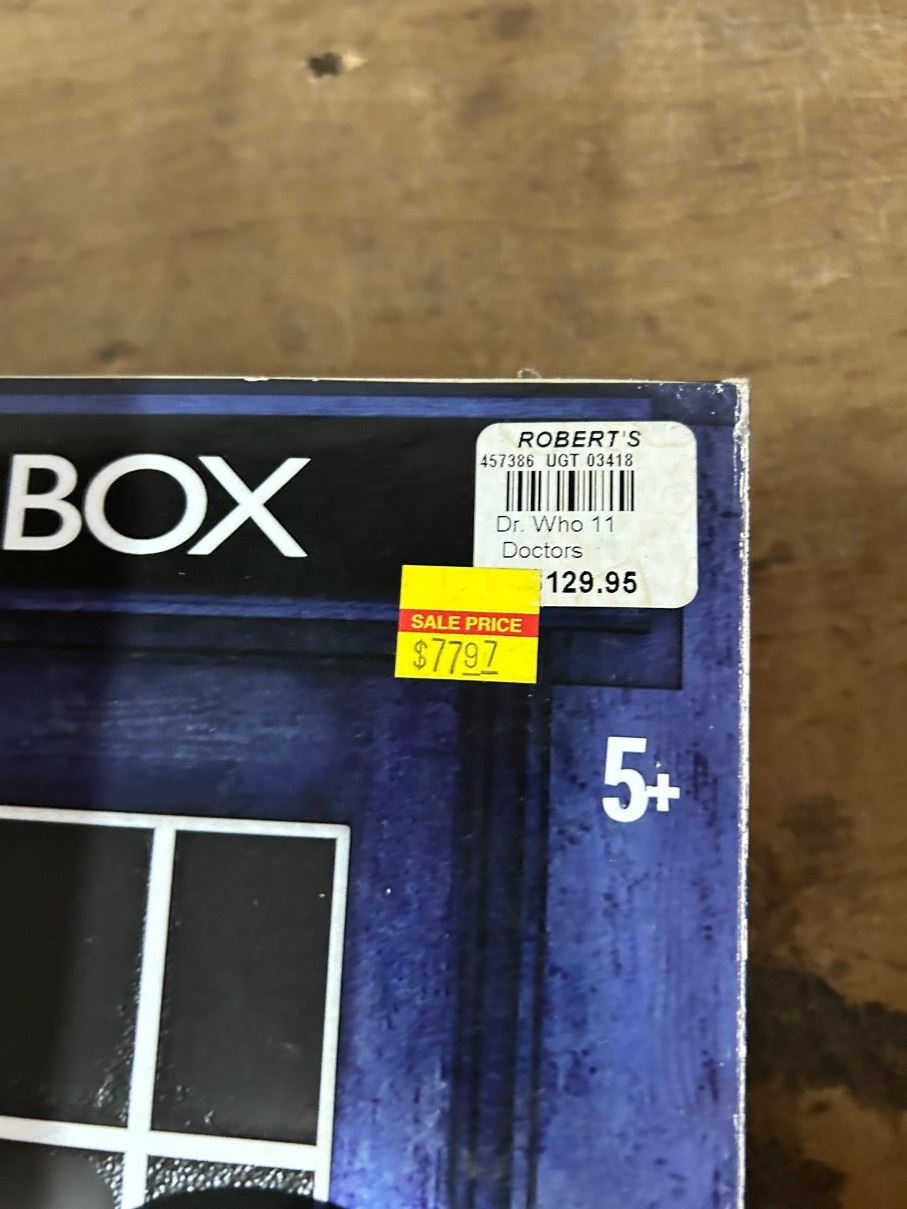 BOX
ROBERT'S
457386 UGT 03418
Dr. Who 11
Doctors
$129.95
SALE PRICE
$7797
5+